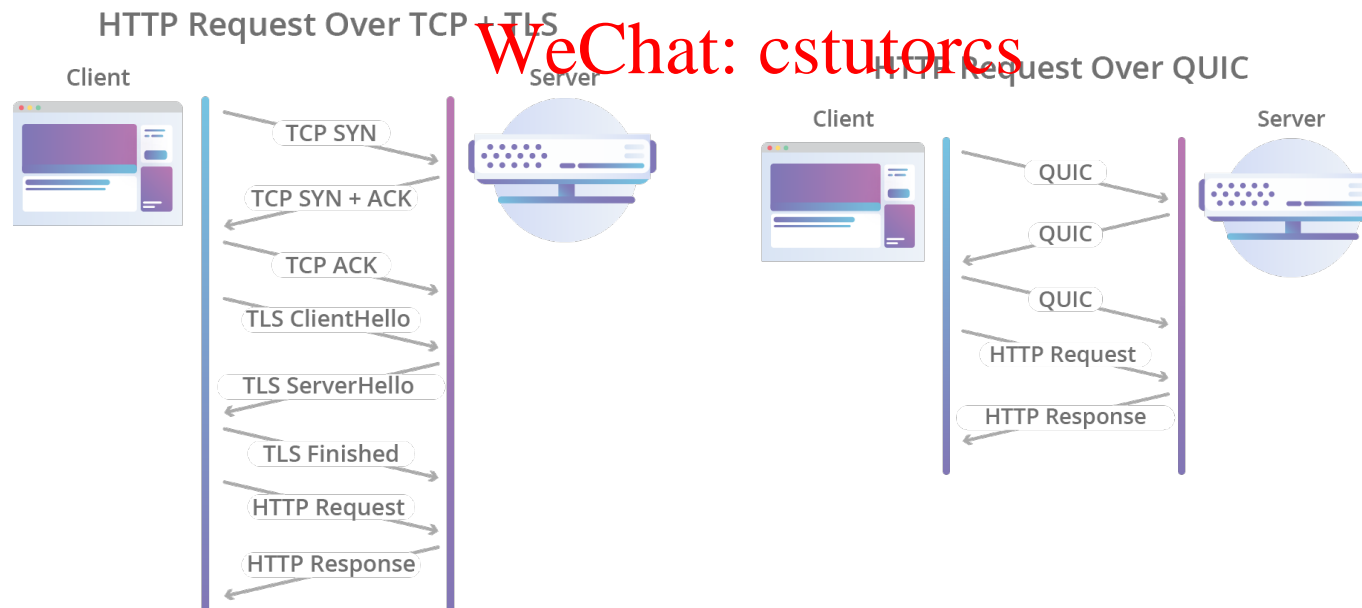 HTTP Request Over TCP + TLS
WeChat: cstutorcs
HTTP Request Over QUIC
Client
Server
TCP SYN
TCP SYN + ACK
TCP ACK
TLS ClientHello
TLS ServerHello
TLS Finished
HTTP Request
HTTP Response
Client
Server
QUIC
QUIC
QUIC
HTTP Request
HTTP Response